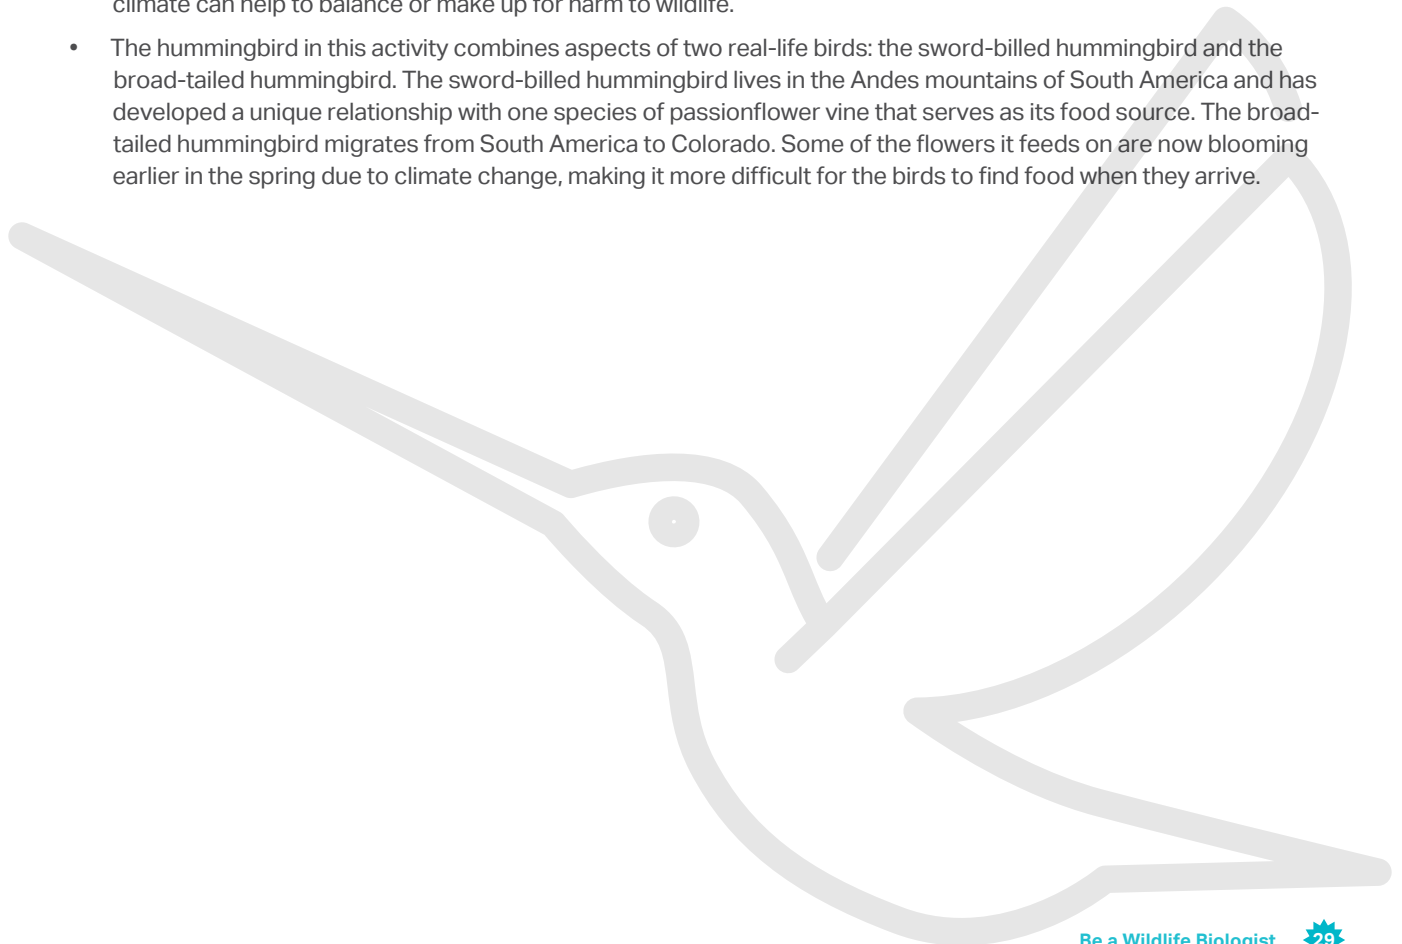 climate can help to balance or make up for harm to wildlife.
• The hummingbird in this activity combines aspects of two real-life birds: the sword-billed hummingbird and the
broad-tailed hummingbird. The sword-billed hummingbird lives in the Andes mountains of South America and has
developed a unique relationship with one species of passionflower vine that serves as its food source. The broad-
tailed hummingbird migrates from South America to Colorado. Some of the flowers it feeds on are now blooming
earlier in the spring due to climate change, making it more difficult for the birds to find food when they arrive.
Be a Wildlife Biologist 29